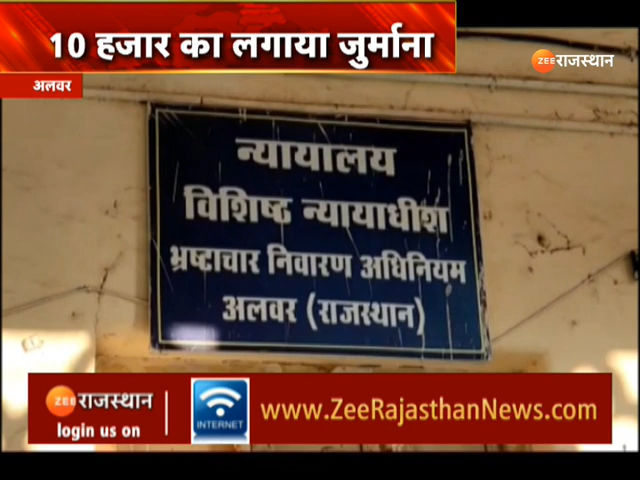 10 हजार का लगाया जुर्माना
ZEE राजस्थान
अलवर
न्यायालय
विशिष्ठ न्यायाधीश
भ्रष्टाचार निवारण अधिनियम
अलवर (राजस्थान)
ZEE राजस्थान
login us on
INTERNET
www.ZeeRajasthanNews.com